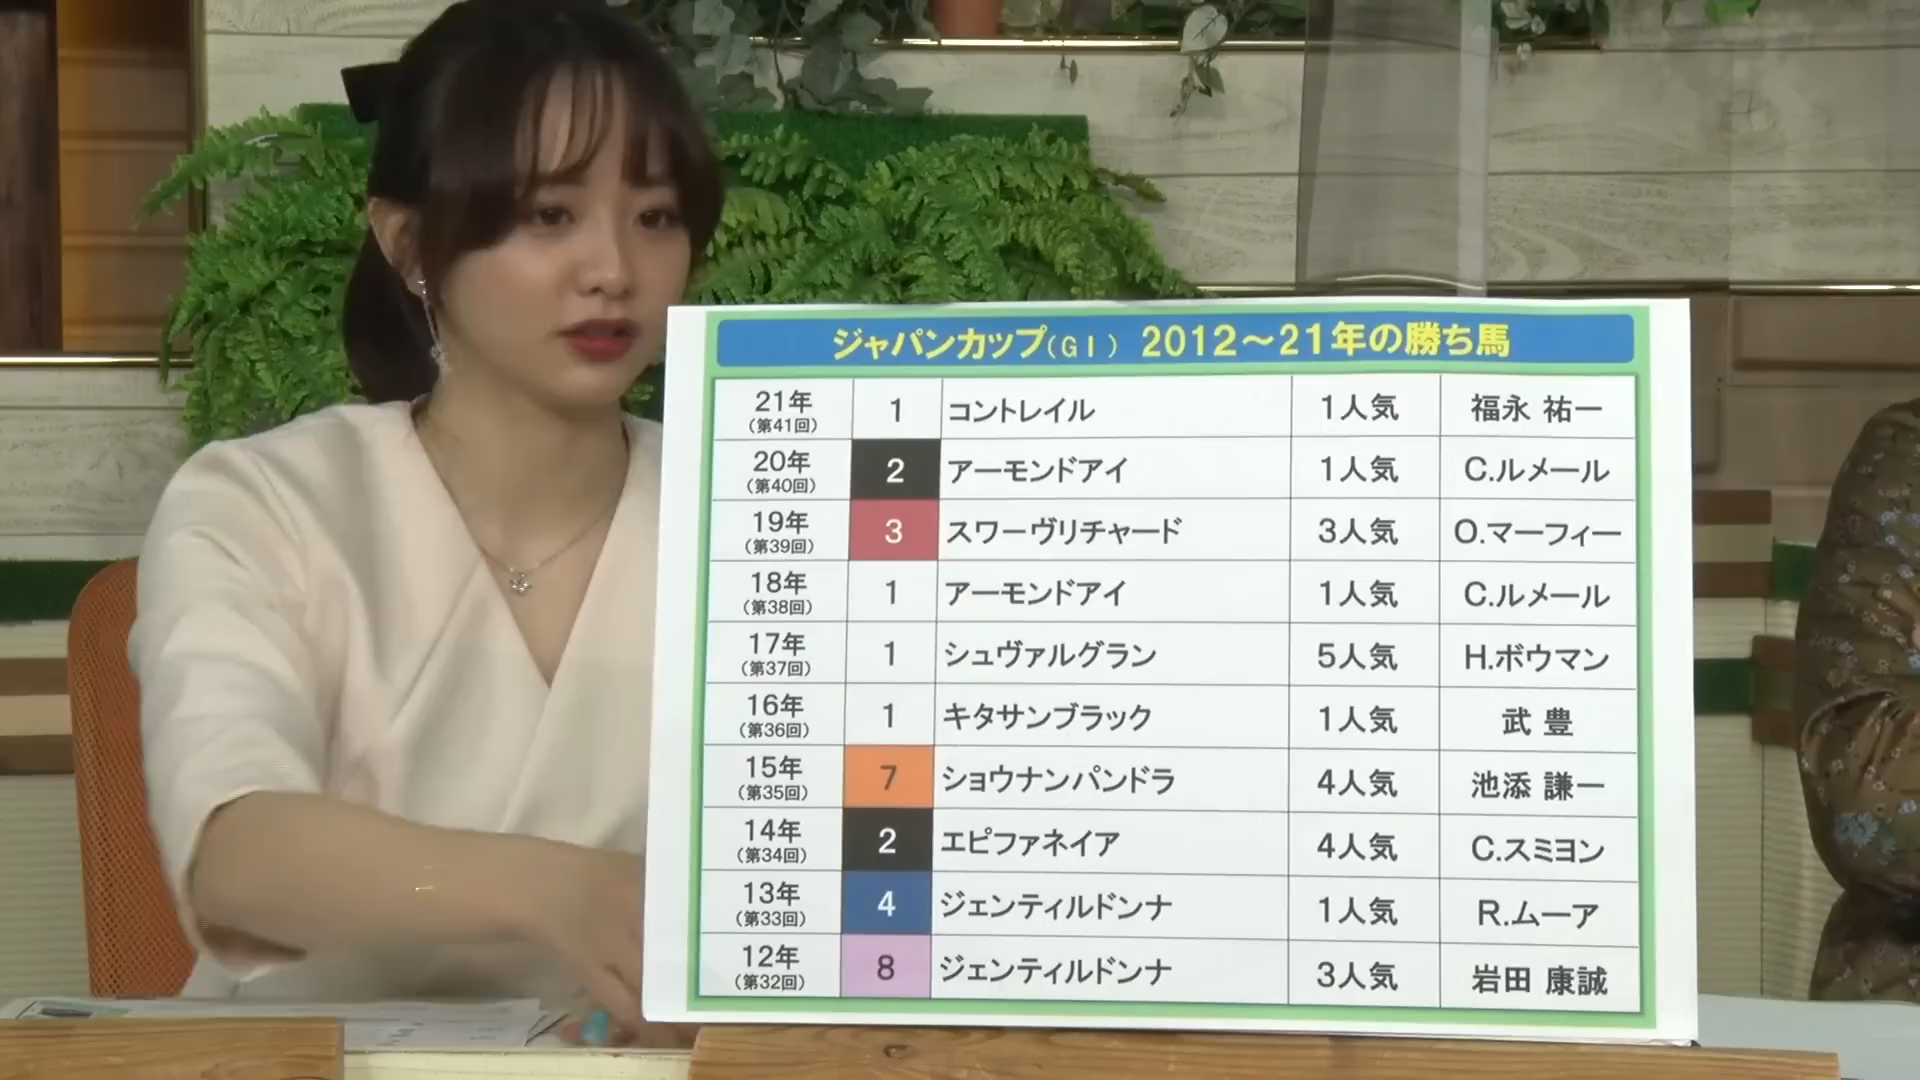 ジャパンカップ(GⅠ) 2012～21年の勝ち馬
21年 1 コントレイル 1人気 福永 祐一
(第41回)
20年 2 アーモンドアイ 1人気 C.ルメール
(第40回)
19年 3 スワーヴリチャード 3人気 O.マーフィー
(第39回)
18年 1 アーモンドアイ 1人気 C.ルメール
(第38回)
17年 1 シュヴァルグラン 5人気 H.ボウマン
(第37回)
16年 1 キタサンブラック 1人気 武 豊
(第36回)
15年 7 ショウナンパンドラ 4人気 池添 謙一
(第35回)
14年 2 エピファネイア 4人気 C.スミヨン
(第34回)
13年 4 ジェンティルドンナ 1人気 R.ムーア
(第33回)
12年 8 ジェンティルドンナ 3人気 岩田 康誠
(第32回)